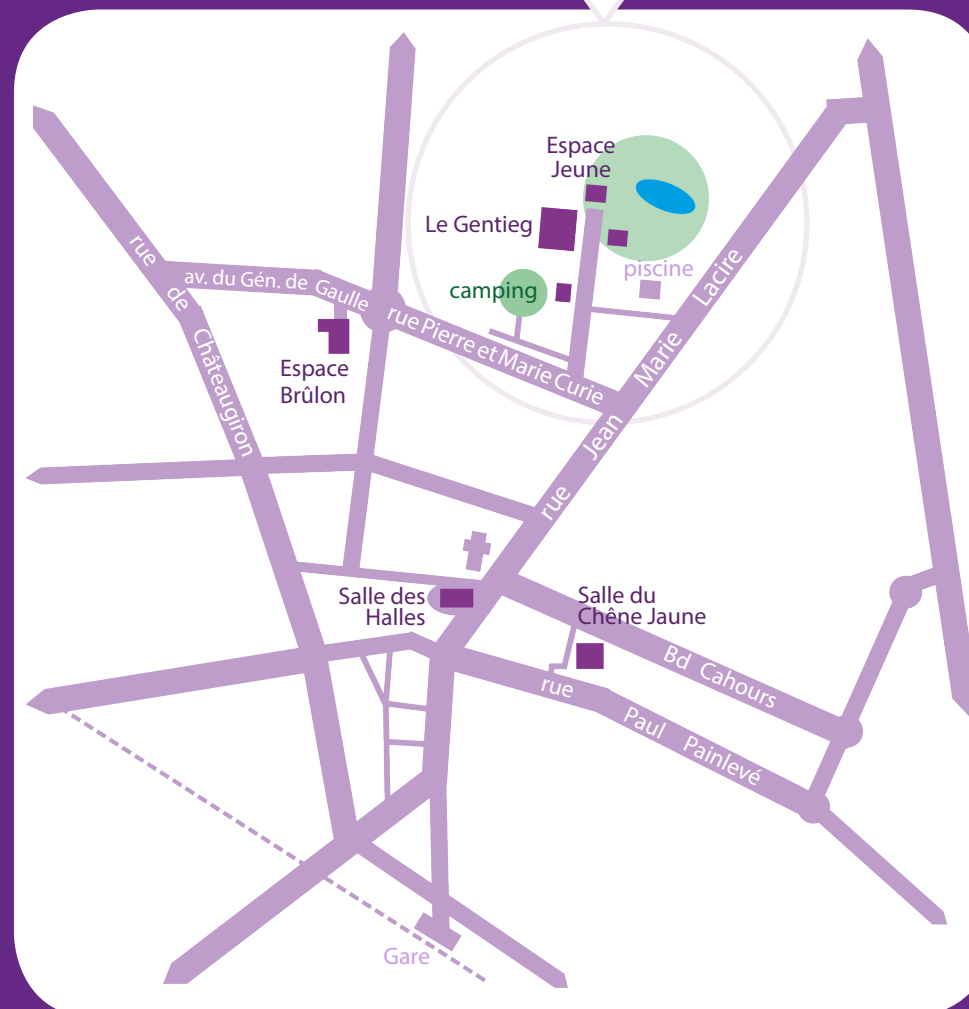 Espace
Jeune
Le Gentieg
piscine
camping
av. du Gén. de Gaulle
rue Pierre et Marie Curie
rue Jean Marie Lacire
rue de Châteaugiron
Espace
Brûlon
Salle des
Halles
Salle du
Chêne Jaune
Bd Cahours
rue Paul Painlevé
Gare